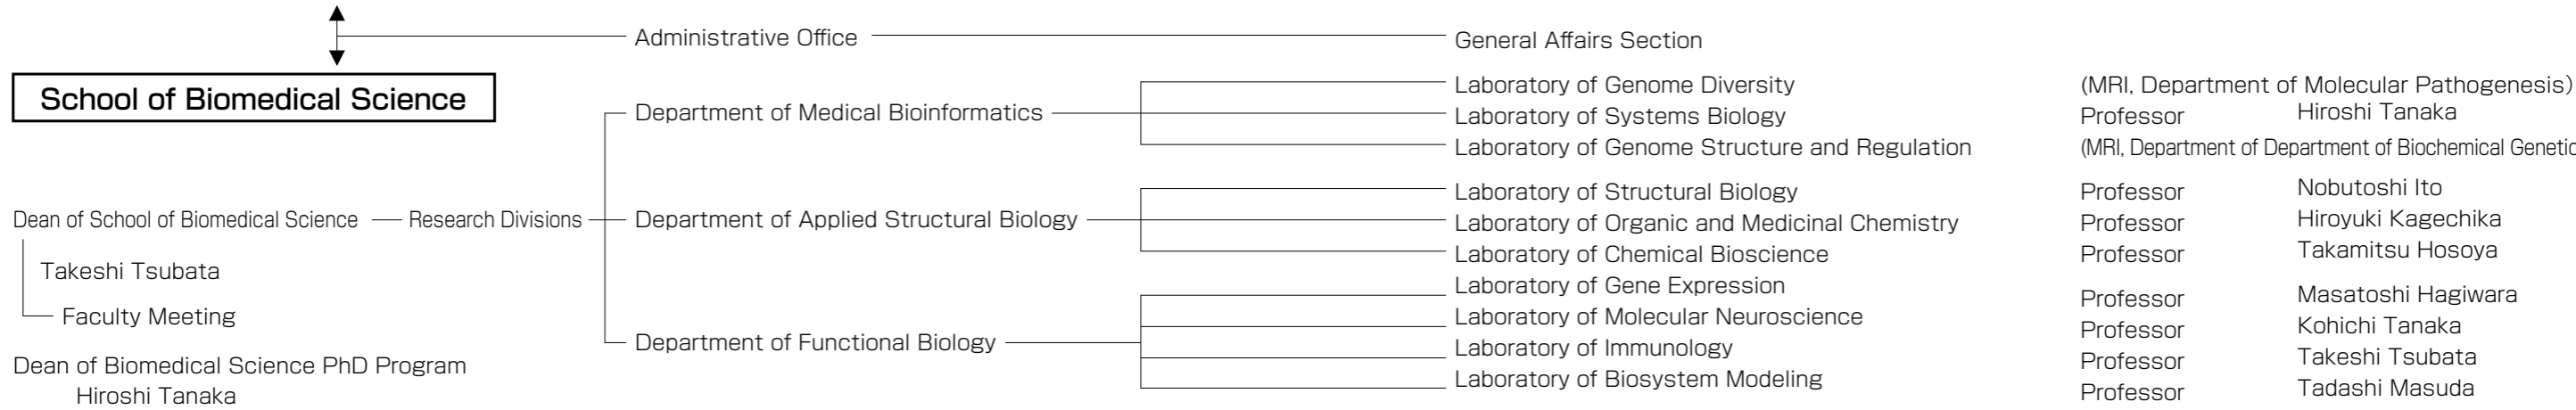 Administrative Office General Affairs Section
School of Biomedical Science
Laboratory of Genome Diversity (MRI, Department of Molecular Pathogenesis)
Department of Medical Bioinformatics Laboratory of Systems Biology Professor Hiroshi Tanaka
Laboratory of Genome Structure and Regulation (MRI, Department of Department of Biochemical
Laboratory of Structural Biology Professor Nobutoshi Ito
Dean of School of Biomedical Science Research Divisions Department of Applied Structural Biology Laboratory of Organic and Medicinal Chemistry Professor Hiroyuki Kagechika
Laboratory of Chemical Bioscience Professor Takamitsu Hosoya
Takeshi Tsubata
Laboratory of Gene Expression Professor Masatoshi Hagiwara
Faculty Meeting Laboratory of Molecular Neuroscience Professor Kohichi Tanaka
Department of Functional Biology Laboratory of Immunology Professor Takeshi Tsubata
Dean of Biomedical Science PhD Program
Laboratory of Biosystem Modeling Professor Tadashi Masuda
Hiroshi Tanaka